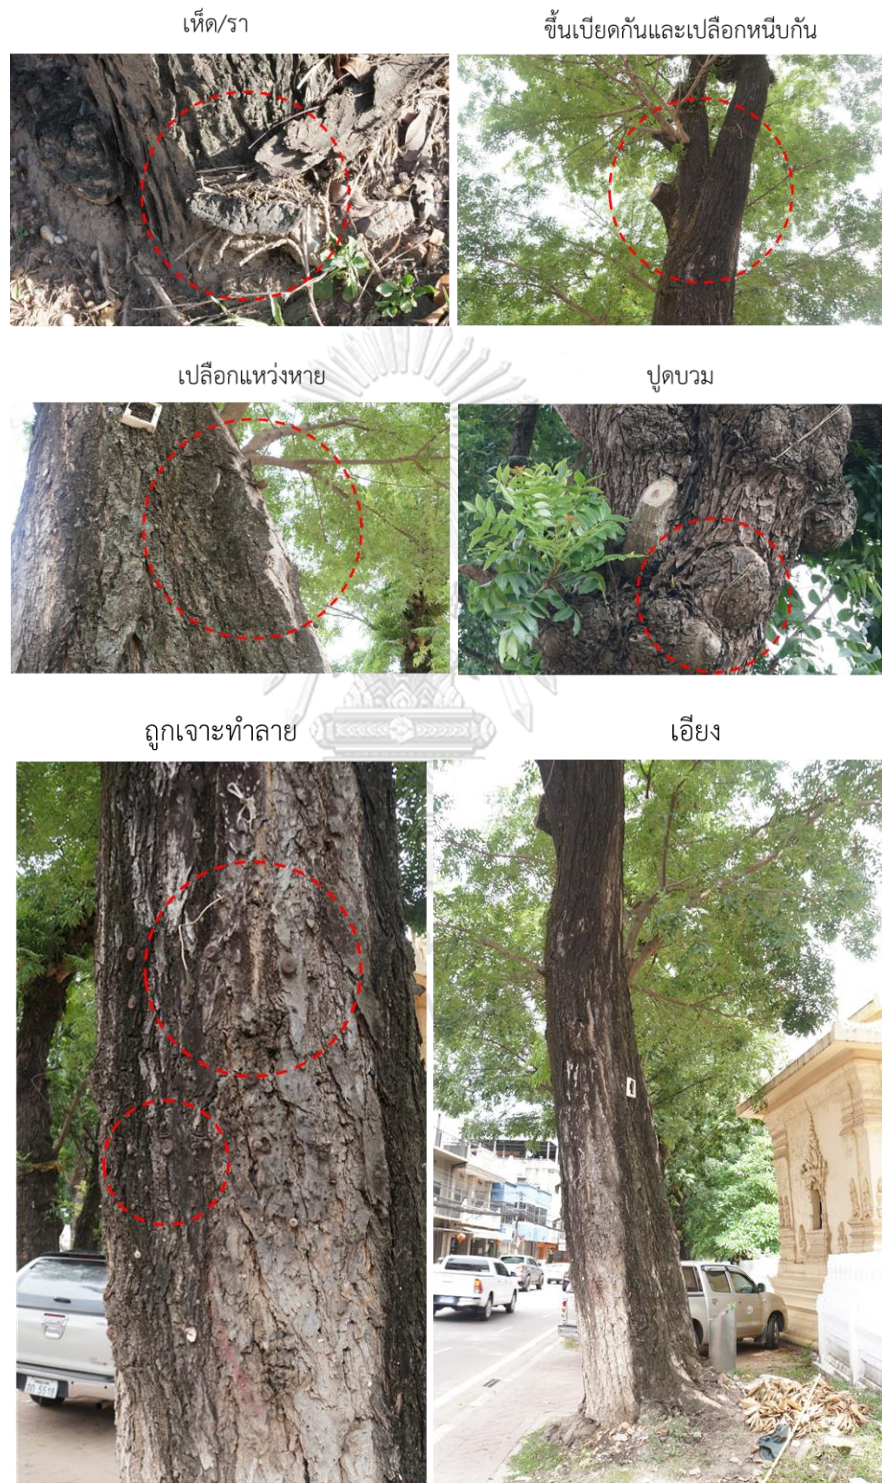 เห็ด/รา
ขึ้นเบียดกันและเปลือกหนีบกัน
เปลือกแหว่งหาย
ปูดบวม
ถูกเจาะทำลาย
เอียง